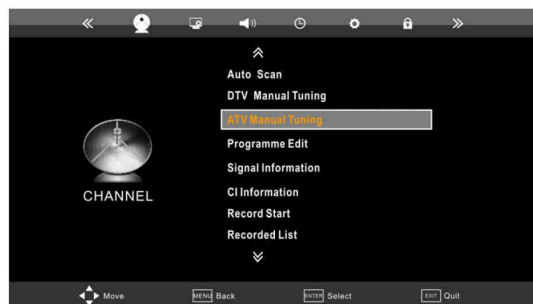 Auto Scan
DTV Manual Tuning
ATV Manual Tuning
Programme Edit
Signal Information
CI Information
Record Start
Recorded List
CHANNEL
Move
MENU Back
ENTER Select
EXIT Quit